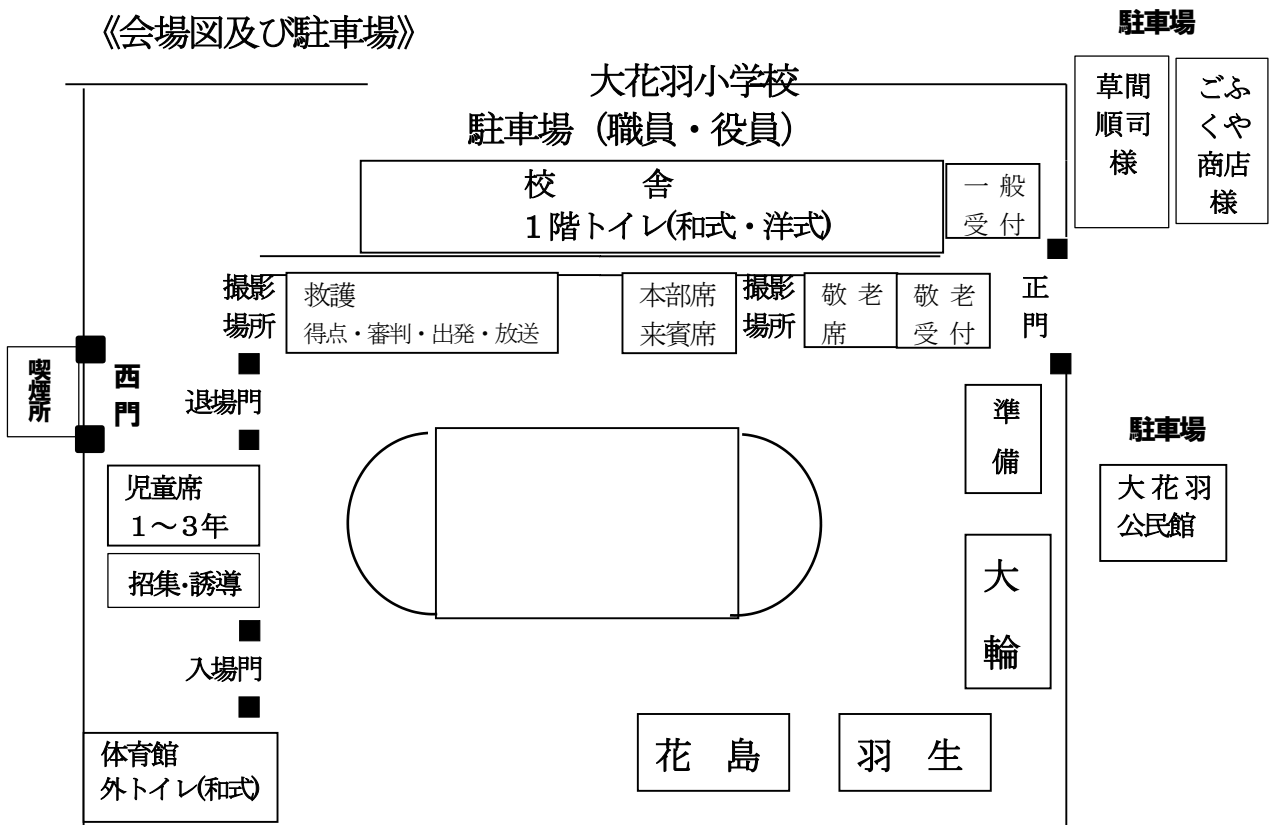 《会場図及び駐車場》
駐車場
大花羽小学校
駐車場（職員・役員）
草間
順司
様
ごふ
くや
商店
様
校　舎
１階トイレ(和式・洋式)
一 般
受 付
撮影
場所
救護
得点・審判・出発・放送
本部席
来賓席
撮影
場所
敬 老
席
敬 老
受 付
正
門
喫煙所
西
門
退場門
準
備
駐車場
児童席
１～３年
大 花 羽
公民館
招集・誘導
大
輪
入場門
花　島
羽　生
体育館
外トイレ(和式)